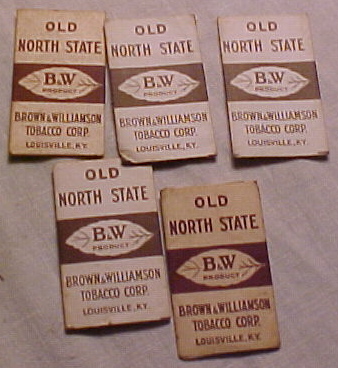 OLD
NORTH STATE
B&W
PRODUCT
BROWN & WILLIAMSON
TOBACCO CORP.
LOUISVILLE, KY.
OLD
NORTH STATE
B&W
PRODUCT
BROWN & WILLIAMSON
TOBACCO CORP.
LOUISVILLE, KY.
OLD
NORTH STATE
B&W
PRODUCT
BROWN & WILLIAMSON
TOBACCO CORP.
LOUISVILLE, KY.
OLD
NORTH STATE
B&W
PRODUCT
BROWN & WILLIAMSON
TOBACCO CORP.
LOUISVILLE, KY.
OLD
NORTH STATE
B&W
PRODUCT
BROWN & WILLIAMSON
TOBACCO CORP.
LOUISVILLE, KY.